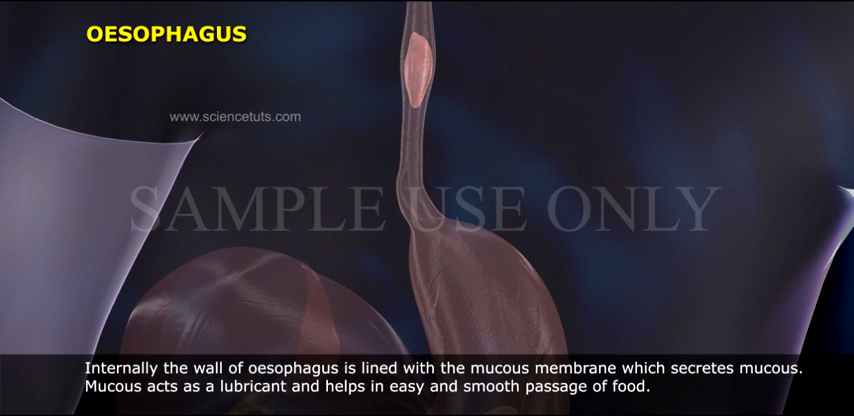 OESOPHAGUS
www.sciencetuts.com
SAMPLE USE ONLY
Internally the wall of oesophagus is lined with the mucous membrane which secretes mucous.
Mucous acts as a lubricant and helps in easy and smooth passage of food.